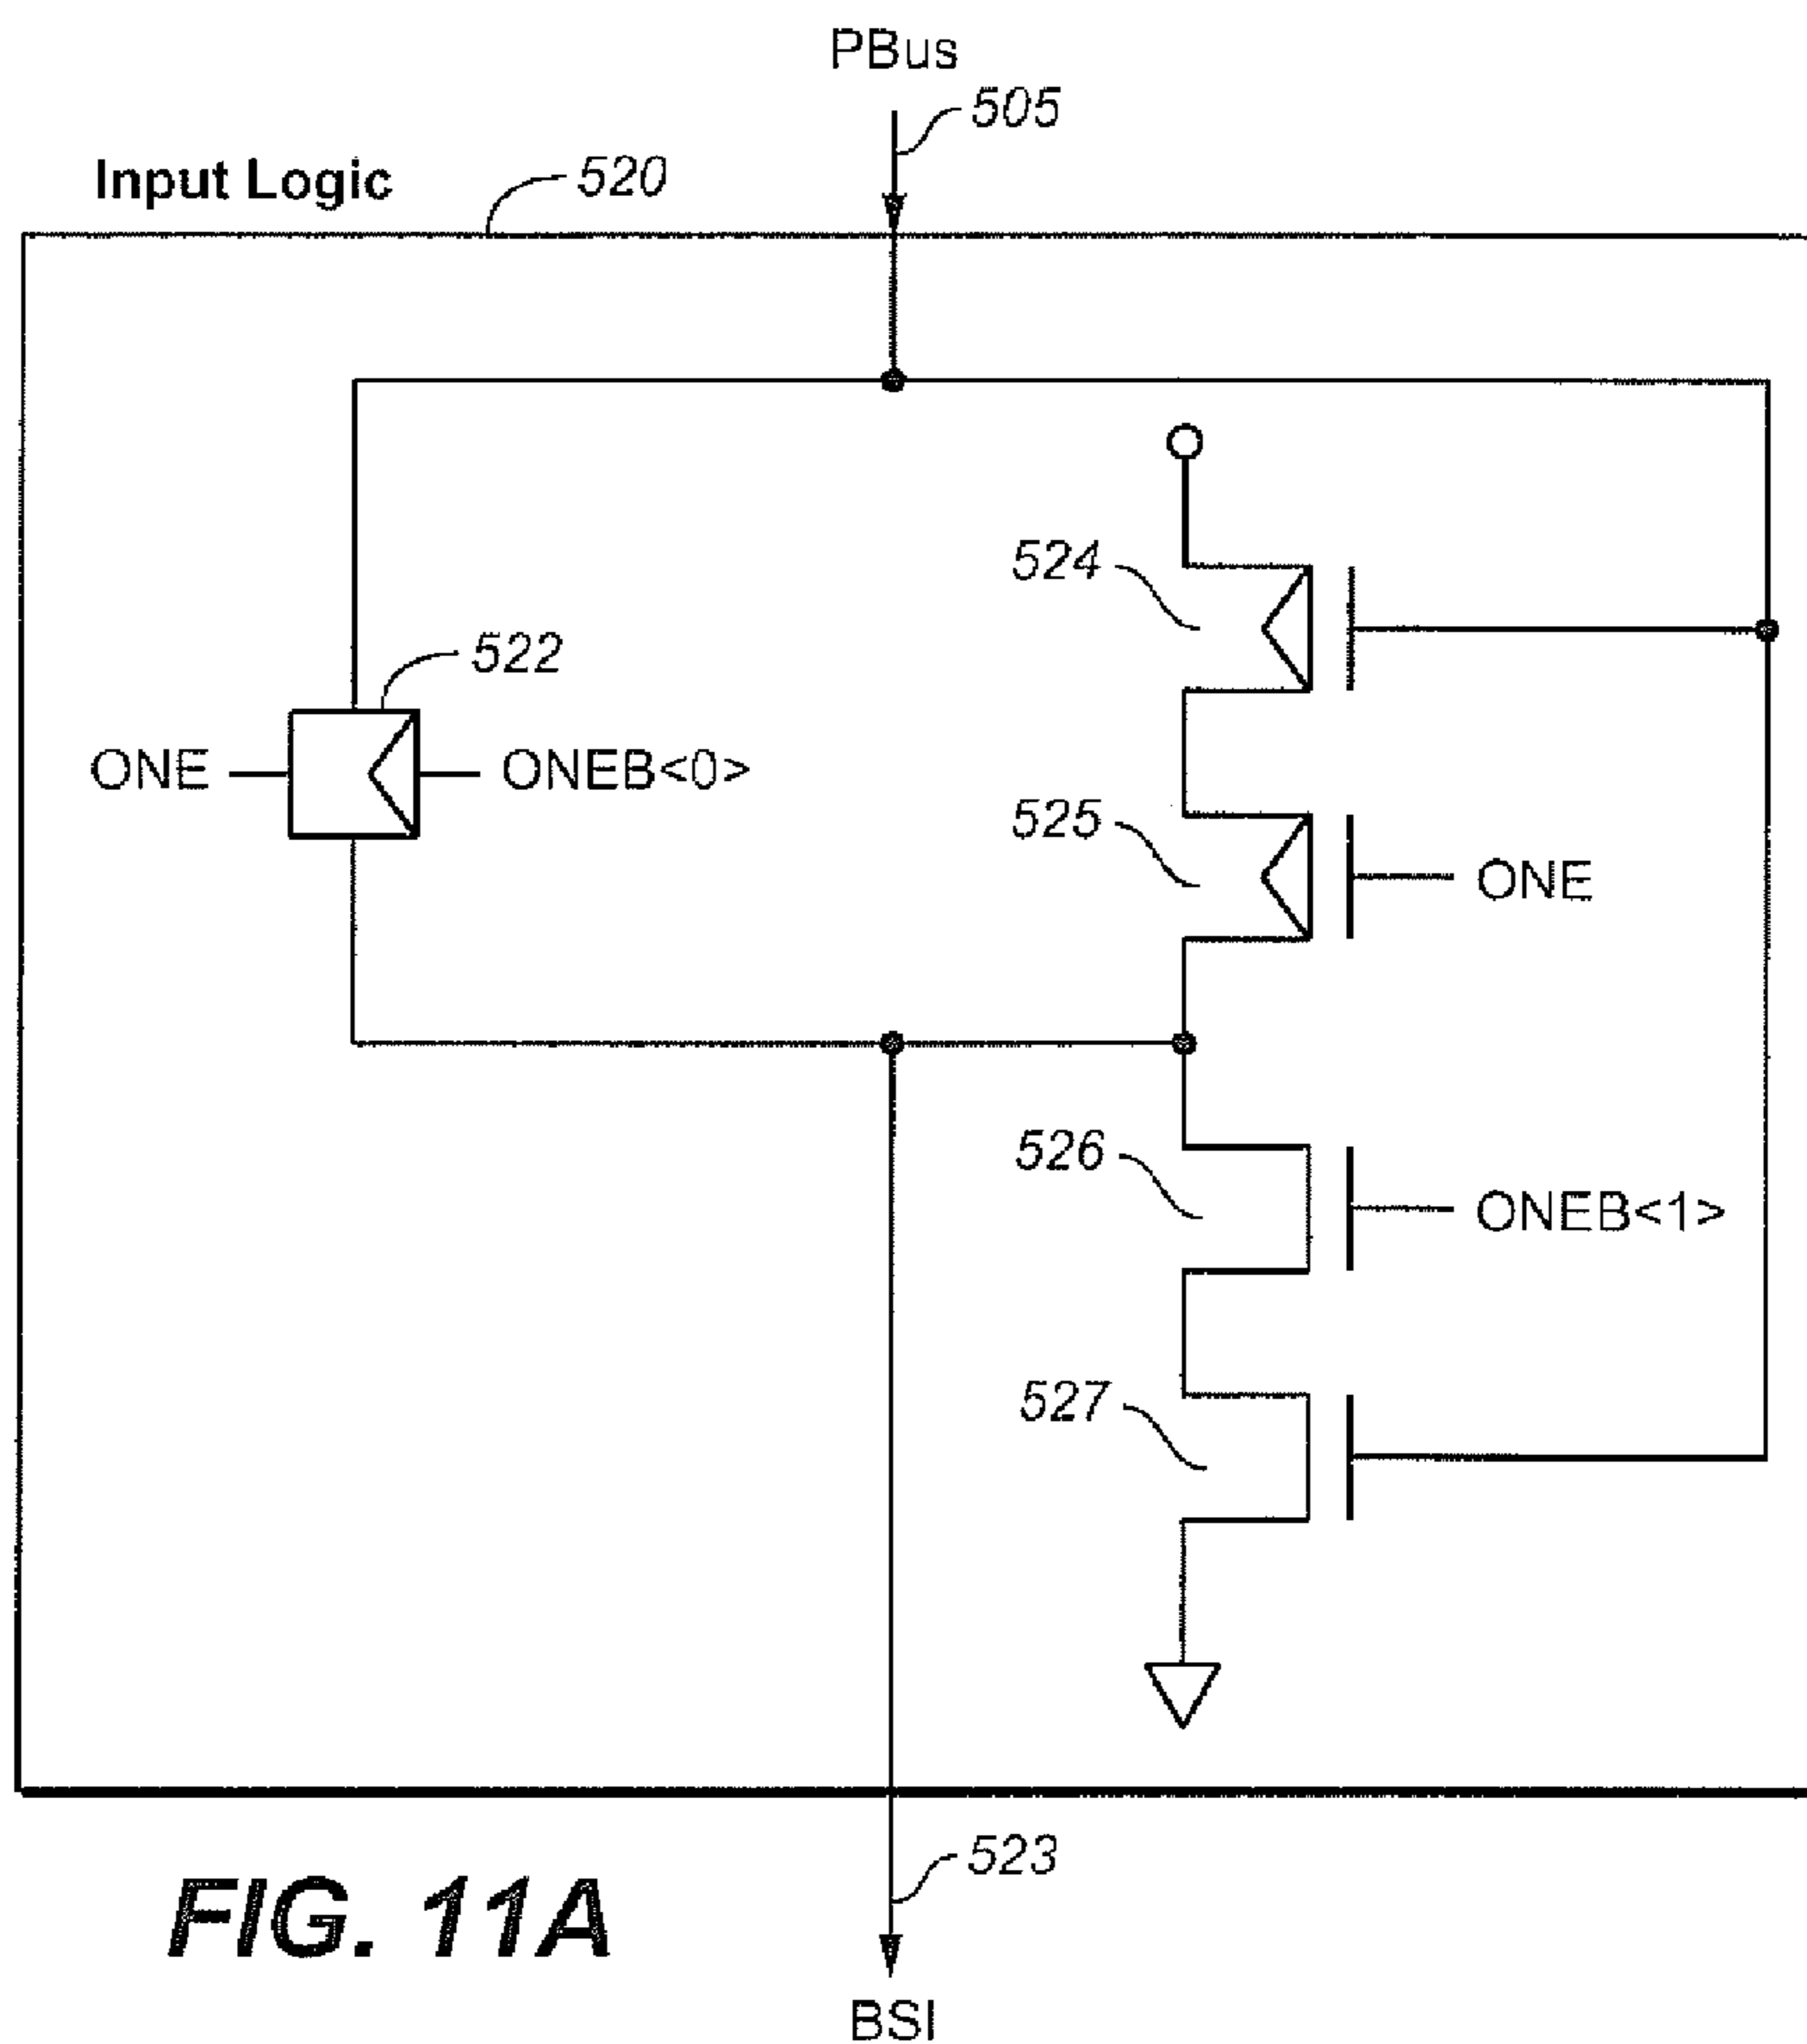 PBus
505
Input Logic
520
524
522
ONE
ONEB<0>
525
ONE
526
ONEB<1>
527
523
FIG. 11A
BSI